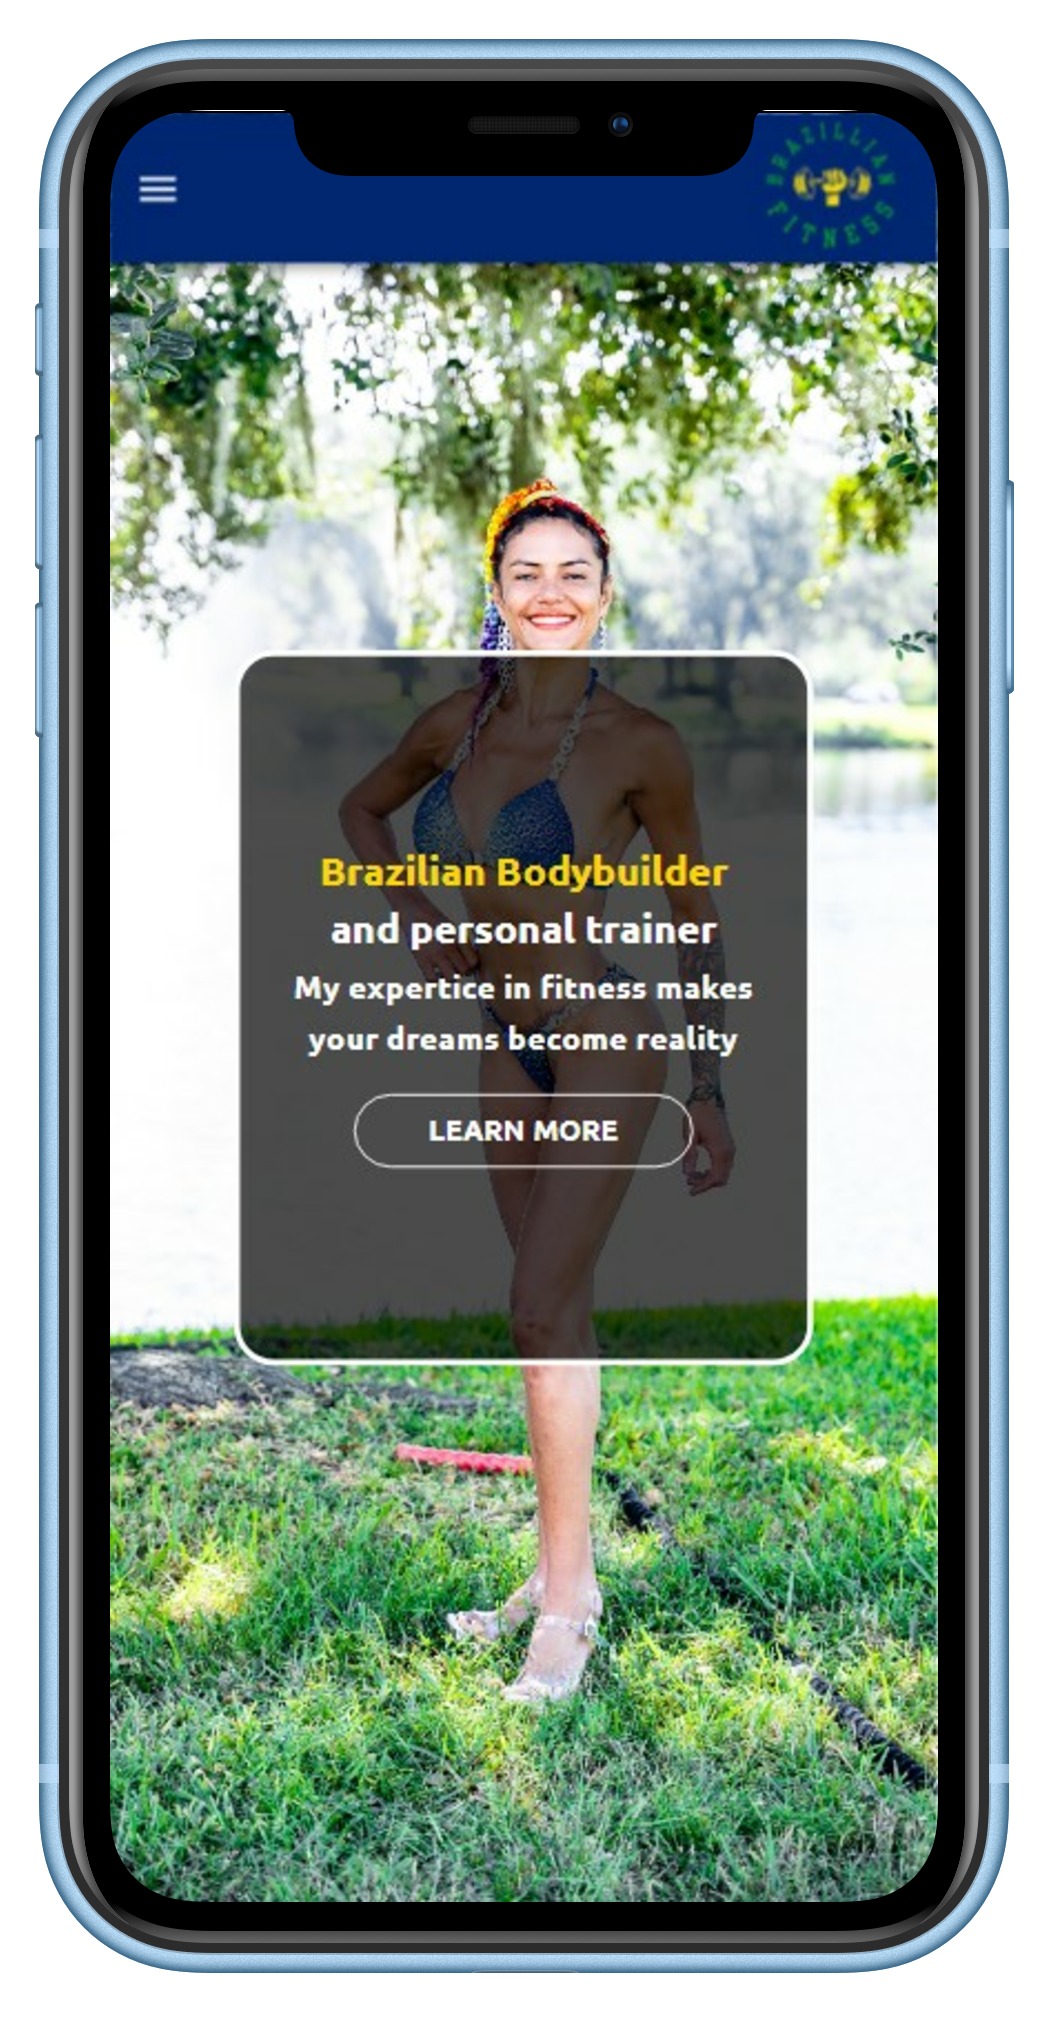 BRAZILLIAN
FITNESS
Brazilian Bodybuilder
and personal trainer
My expertice in fitness makes
your dreams become reality
LEARN MORE